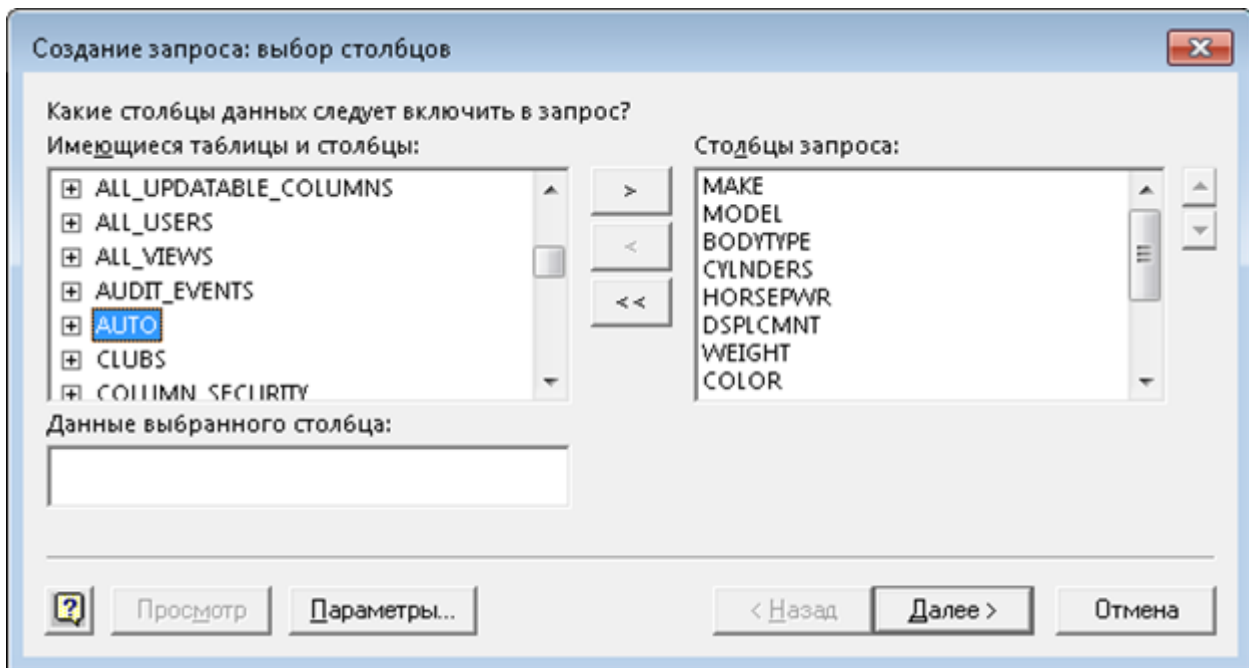 Создание запроса: выбор столбцов
Какие столбцы данных следует включить в запрос?
Имеющиеся таблицы и столбцы:
ALL_UPDATABLE_COLUMNS
ALL_USERS
ALL_VIEWS
AUDIT_EVENTS
AUTO
CLUBS
COLUMN_SECURITY
>
<
<<
Столбцы запроса:
MAKE
MODEL
BODYTYPE
CYLNDERS
HORSEPWR
DSPLCMNT
WEIGHT
COLOR
Данные выбранного столбца:
Просмотр
Параметры...
< Назад
Далее >
Отмена